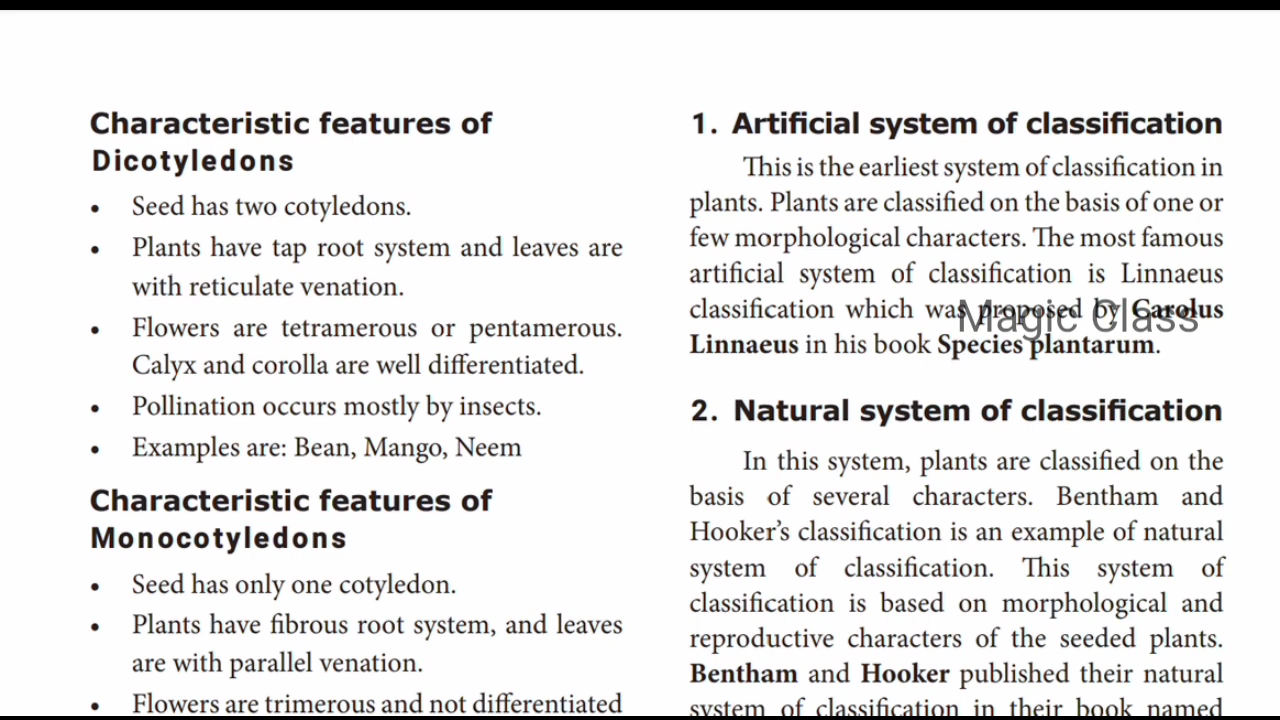 Characteristic features of
Dicotyledons
• Seed has two cotyledons.
• Plants have tap root system and leaves are
with reticulate venation.
• Flowers are tetramerous or pentamerous.
Calyx and corolla are well differentiated.
• Pollination occurs mostly by insects.
• Examples are: Bean, Mango, Neem
Characteristic features of
Monocotyledons
• Seed has only one cotyledon.
• Plants have fibrous root system, and leaves
are with parallel venation.
• Flowers are trimerous and not differentiated
1. Artificial system of classification
This is the earliest system of classification in
plants. Plants are classified on the basis of one or
few morphological characters. The most famous
artificial system of classification is Linnaeus
classification which was proposed by Carolus
Linnaeus in his book Species plantarum.
Magic Class
2. Natural system of classification
In this system, plants are classified on the
basis of several characters. Bentham and
Hooker’s classification is an example of natural
system of classification. This system of
classification is based on morphological and
reproductive characters of the seeded plants.
Bentham and Hooker published their natural
system of classification in their book named